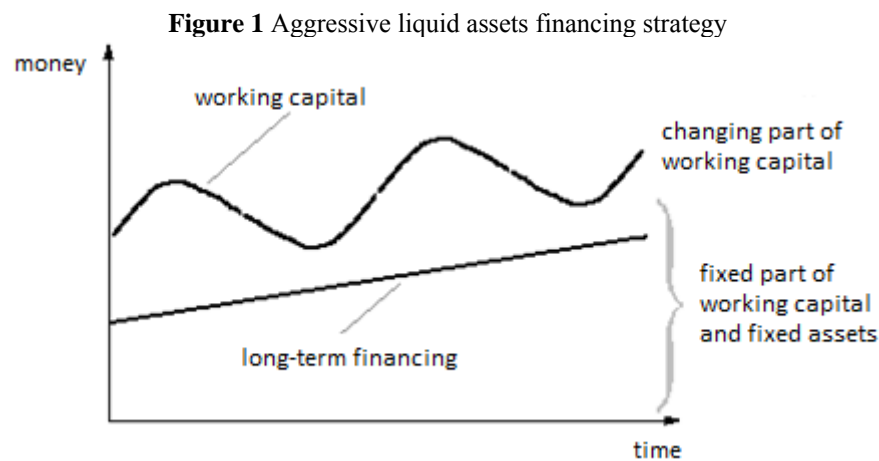 Figure 1 Aggressive liquid assets financing strategy
money
working capital
changing part of
working capital
fixed part of
working capital
and fixed assets
long-term financing
time